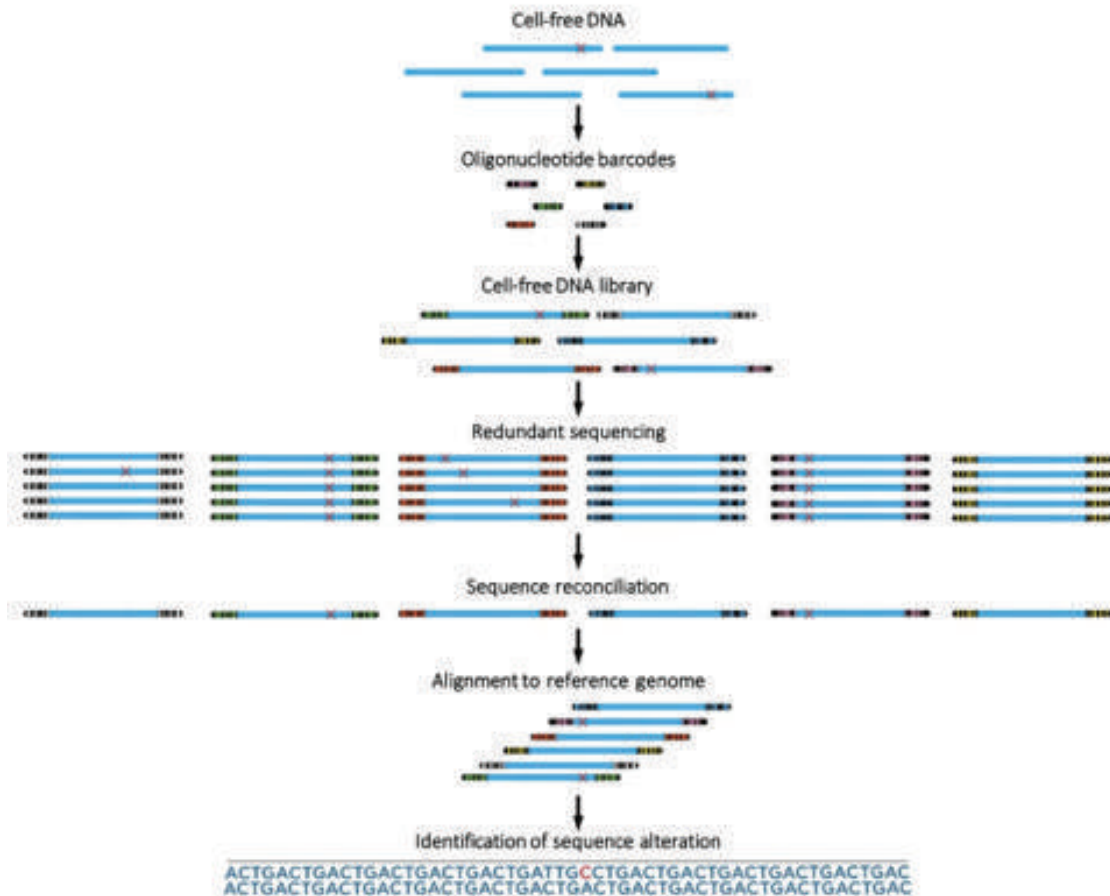 Cell-free DNA
Oligonucleotide barcodes
Cell-free DNA library
Redundant sequencing
Sequence reconciliation
Alignment to reference genome
Identification of sequence alteration
ACTGACTGACTGACTGACTGACTGATTGCCTGACTGACTGACTGACTGACTGAC
ACTGACTGACTGACTGACTGACTGACTGACTGACTGACTGACTGACTGACTGAC